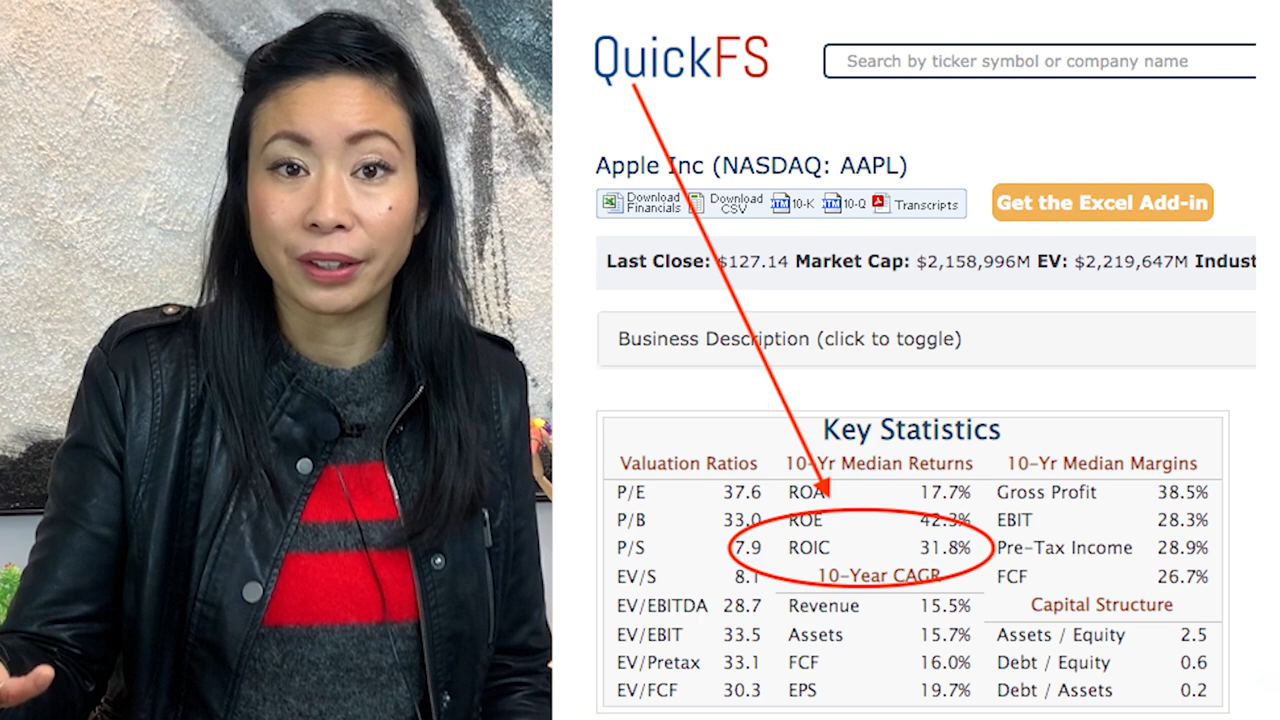 QuickFS
Search by ticker symbol or company name
Apple Inc (NASDAQ: AAPL)
Download Financials Download CSV 10-K 10-Q Transcripts
Get the Excel Add-in
Last Close: $127.14 Market Cap: $2,158,996M EV: $2,219,647M Indust
Business Description (click to toggle)
Key Statistics
Valuation Ratios 10-Yr Median Returns 10-Yr Median Margins
P/E 37.6 ROA 17.7% Gross Profit 38.5%
P/B 33.0 ROE 42.3% EBIT 28.3%
P/S 7.9 ROIC 31.8% Pre-Tax Income 28.9%
EV/S 8.1 10-Year CAGR FCF 26.7%
EV/EBITDA 28.7 Revenue 15.5% Capital Structure
EV/EBIT 33.5 Assets 15.7% Assets / Equity 2.5
EV/Pretax 33.1 FCF 16.0% Debt / Equity 0.6
EV/FCF 30.3 EPS 19.7% Debt / Assets 0.2